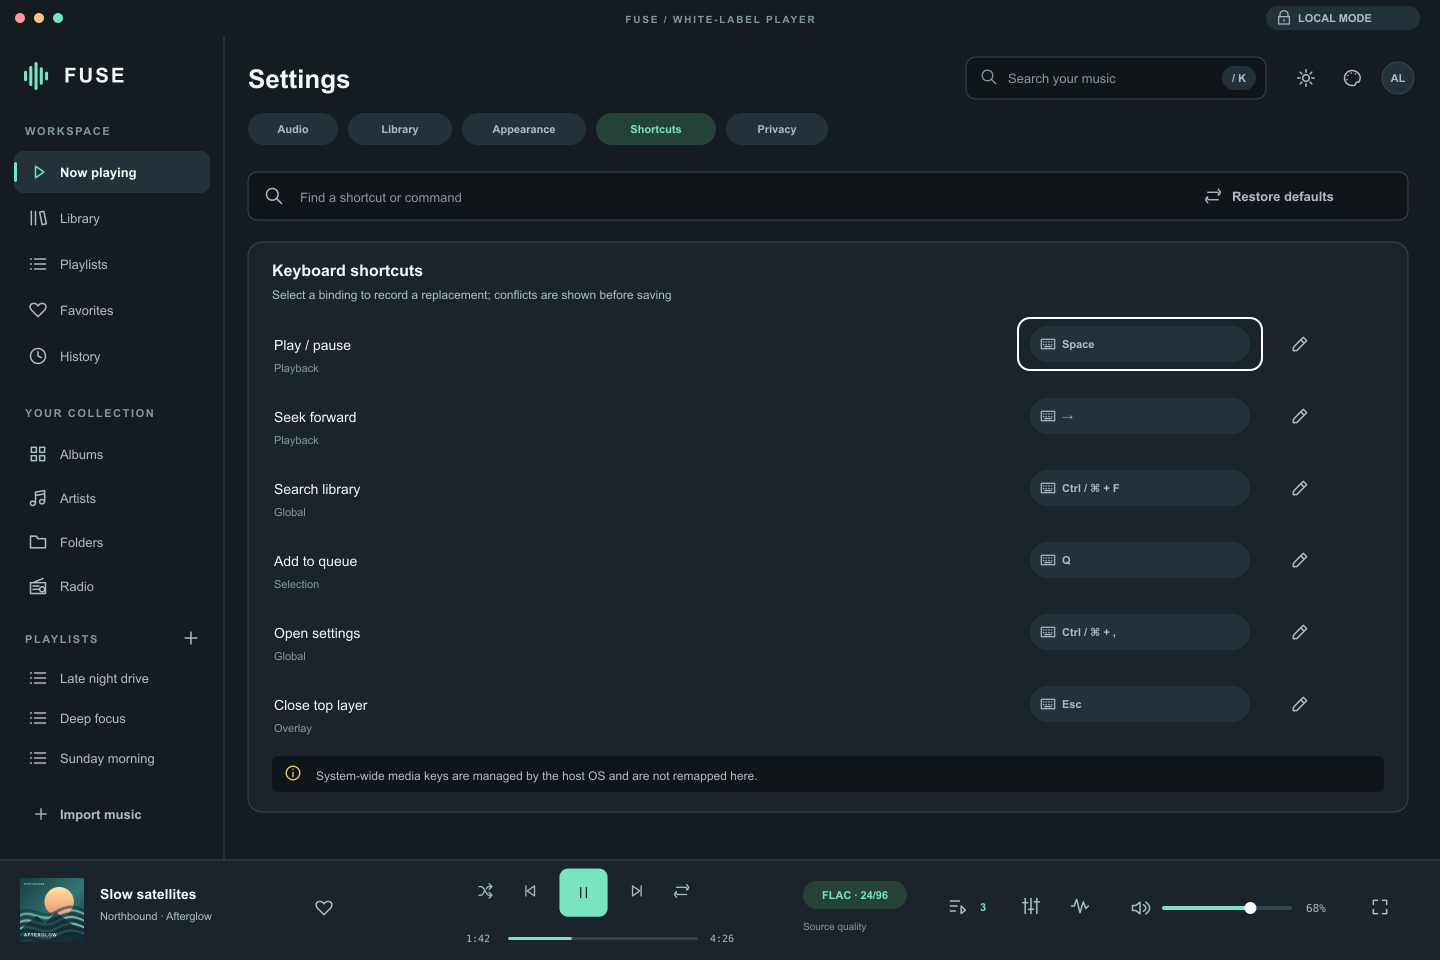 FUSE / WHITE-LABEL PLAYER
LOCAL MODE
FUSE
WORKSPACE
Now playing
Library
Playlists
Favorites
History
YOUR COLLECTION
Albums
Artists
Folders
Radio
PLAYLISTS
Late night drive
Deep focus
Sunday morning
Import music
Settings
Search your music
/ K
AL
Audio
Library
Appearance
Shortcuts
Privacy
Find a shortcut or command
Restore defaults
Keyboard shortcuts
Select a binding to record a replacement; conflicts are shown before saving
Play / pause
Playback
Space
Seek forward
Playback
→
Search library
Global
Ctrl / ⌘ + F
Add to queue
Selection
Q
Open settings
Global
Ctrl / ⌘ + ,
Close top layer
Overlay
Esc
System-wide media keys are managed by the host OS and are not remapped here.
AFTERGLOW
Slow satellites
Northbound · Afterglow
1:42
4:26
FLAC · 24/96
Source quality
3
68%